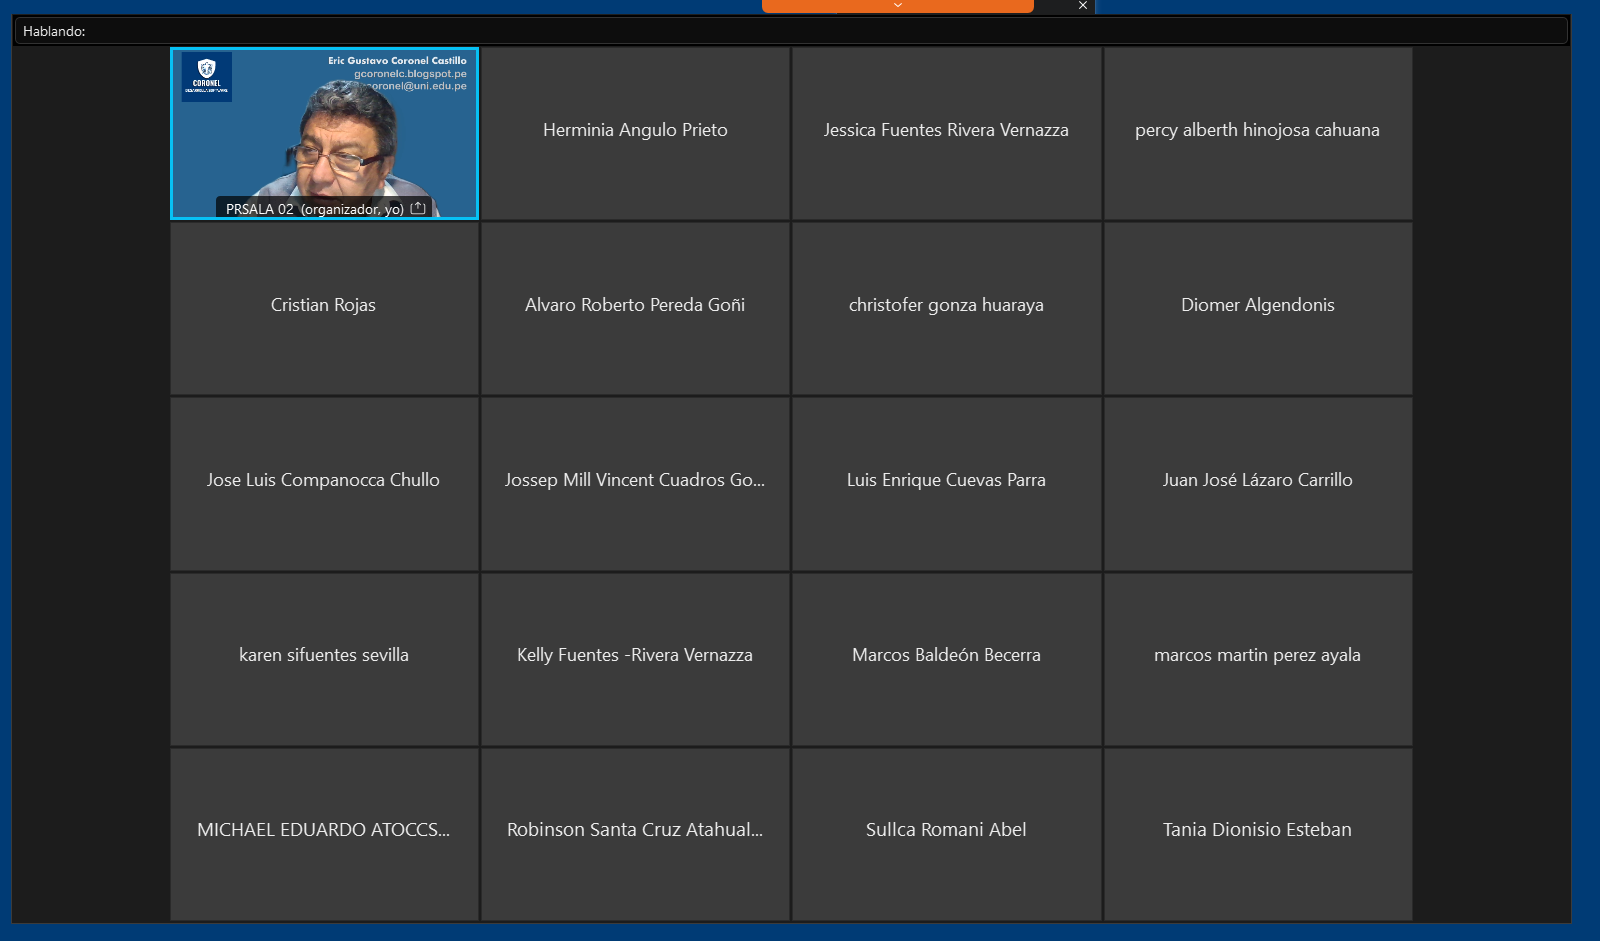 Hablando:
CORONEL
DESARROLLA SOFTWARE
Eric Gustavo Coronel Castillo
gcoronelc.blogspot.pe
coronel@uni.edu.pe
PRSALA 02 (organizador, yo)
Herminia Angulo Prieto
Jessica Fuentes Rivera Vernazza
percy alberth hinojosa cahuana
Cristian Rojas
Alvaro Roberto Pereda Goñi
christofer gonza huaraya
Diomer Algendonis
Jose Luis Companocca Chullo
Jossep Mill Vincent Cuadros Go...
Luis Enrique Cuevas Parra
Juan José Lázaro Carrillo
karen sifuentes sevilla
Kelly Fuentes -Rivera Vernazza
Marcos Baldeón Becerra
marcos martin perez ayala
MICHAEL EDUARDO ATOCCS...
Robinson Santa Cruz Atahual...
Sullca Romani Abel
Tania Dionisio Esteban